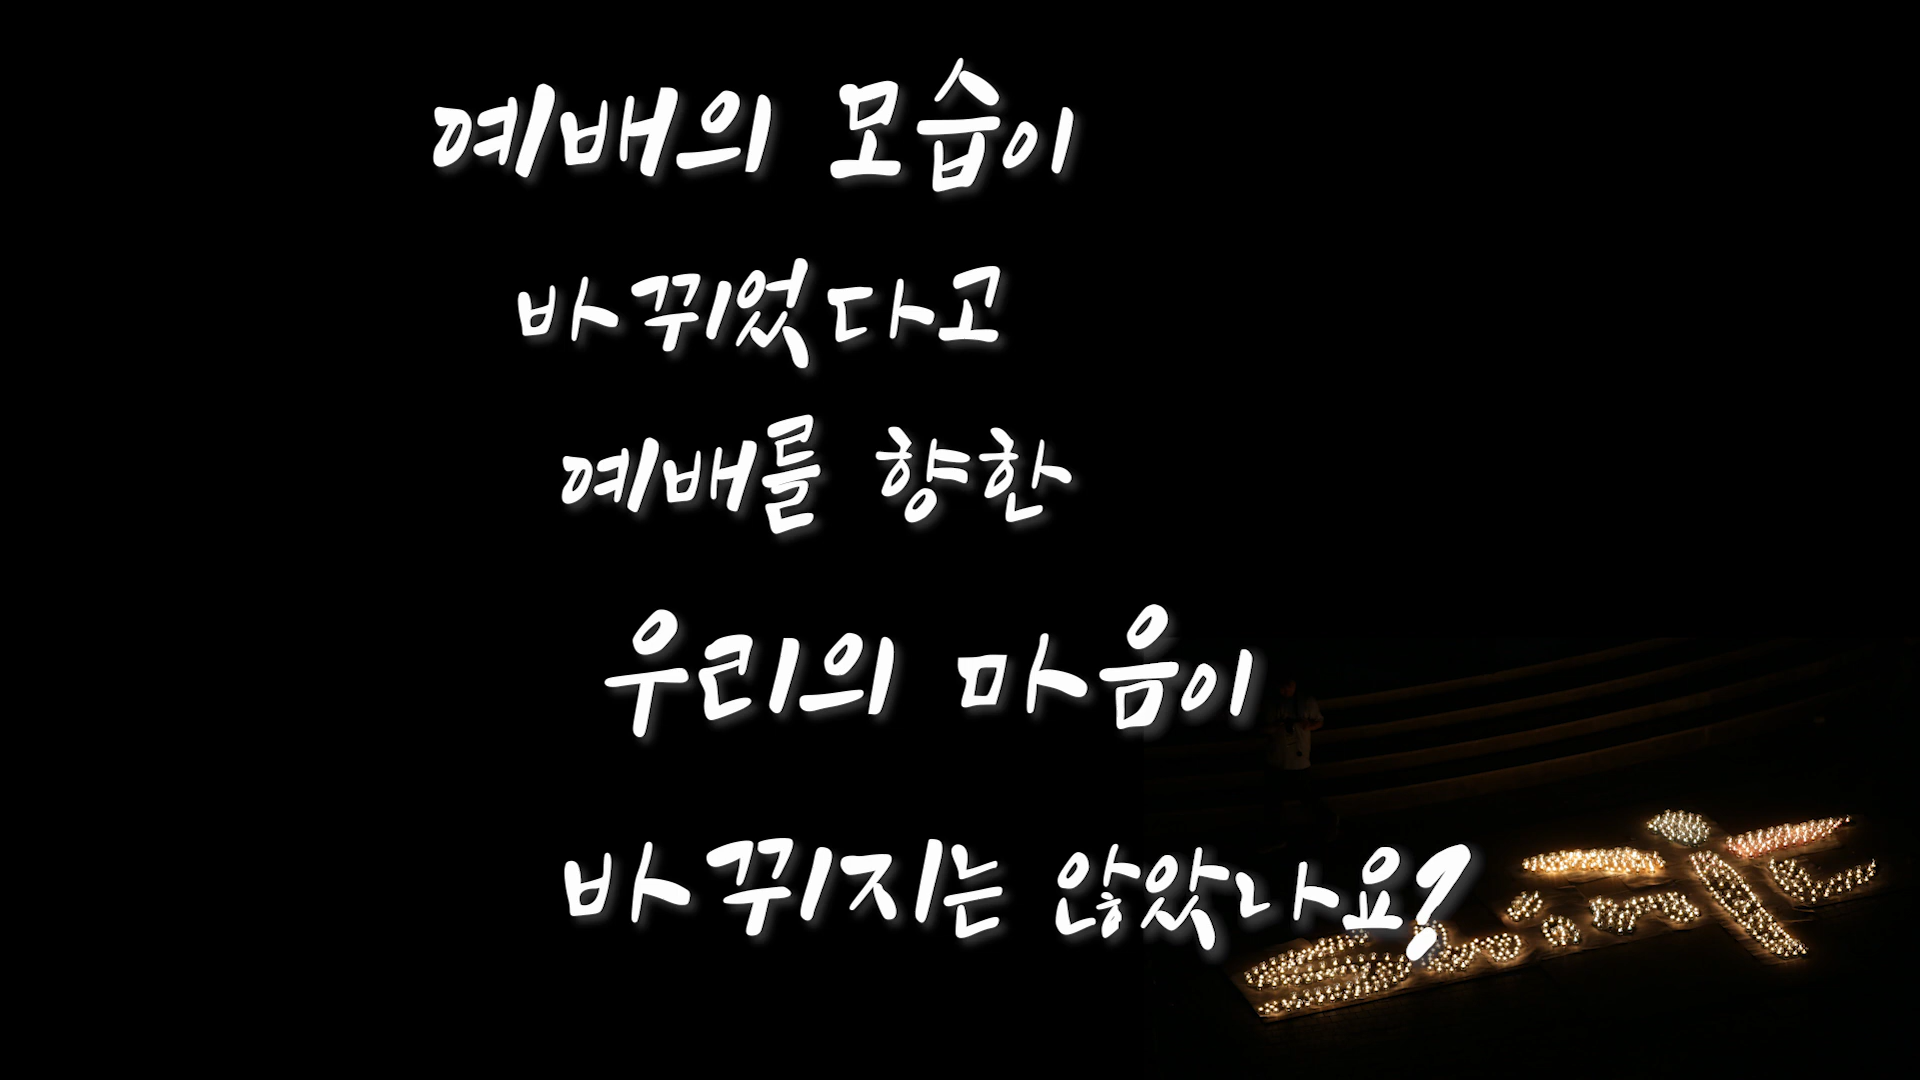 예배의 모습이
바뀌었다고
예배를 향한
우리의 마음이
바뀌지는 않았나요?